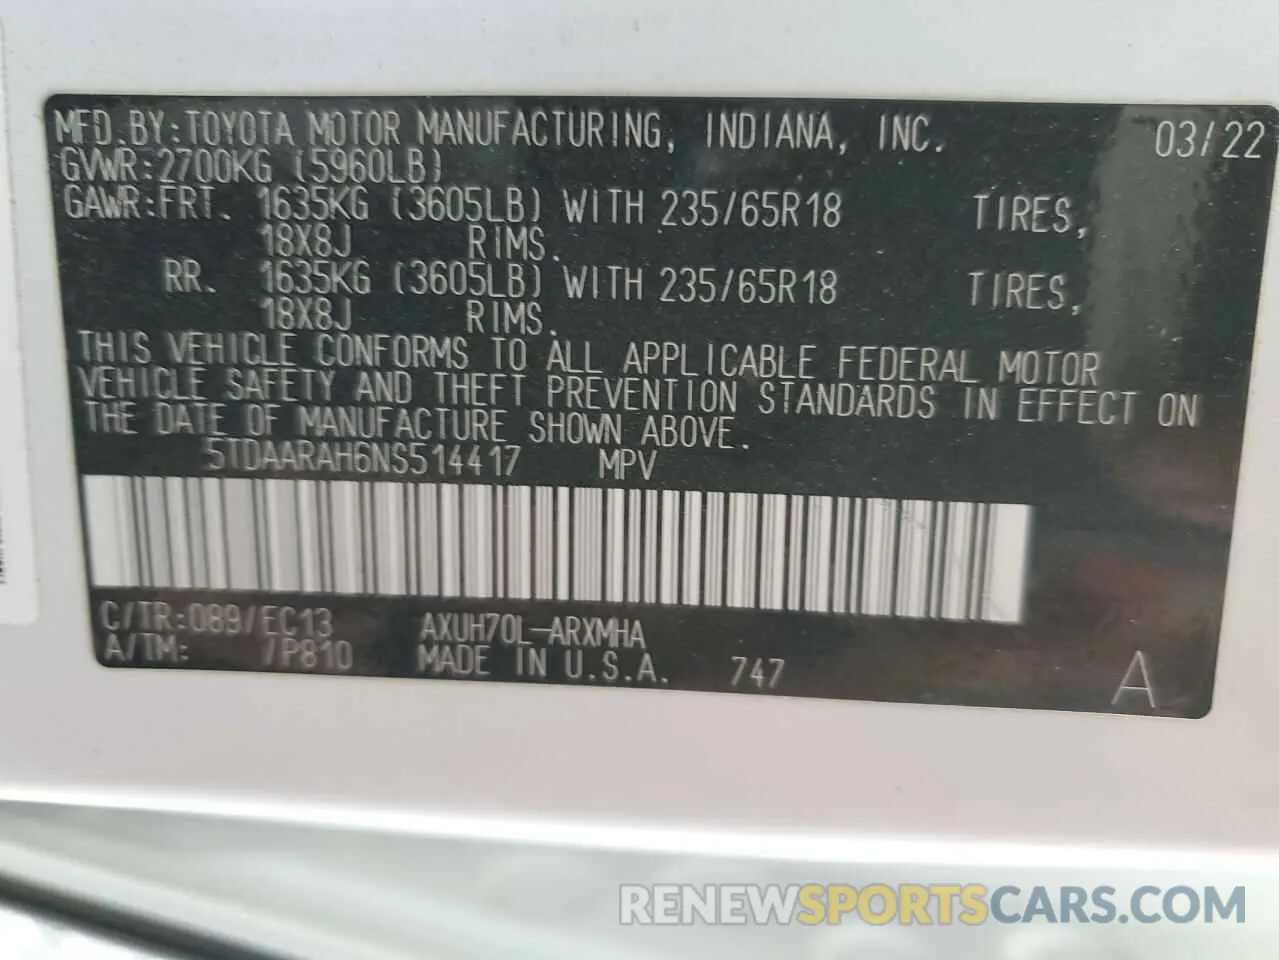 MFD.BY:TOYOTA MOTOR MANUFACTURING, INDIANA, INC. 03/22
GVWR:2700KG (5960LB)
GAWR:FRT. 1635KG (3605LB) WITH 235/65R18 TIRES,
18X8J RIMS.
RR. 1635KG (3605LB) WITH 235/65R18 TIRES,
18X8J RIMS.
THIS VEHICLE CONFORMS TO ALL APPLICABLE FEDERAL MOTOR
VEHICLE SAFETY AND THEFT PREVENTION STANDARDS IN EFFECT ON
THE DATE OF MANUFACTURE SHOWN ABOVE.
5TDAARAH6NS514417 MPV
C/TR:089/EC13 AXUH70L-ARXMHA
A/TM: /P810 MADE IN U.S.A. 747 A
RENEWSPORTSCARS.COM